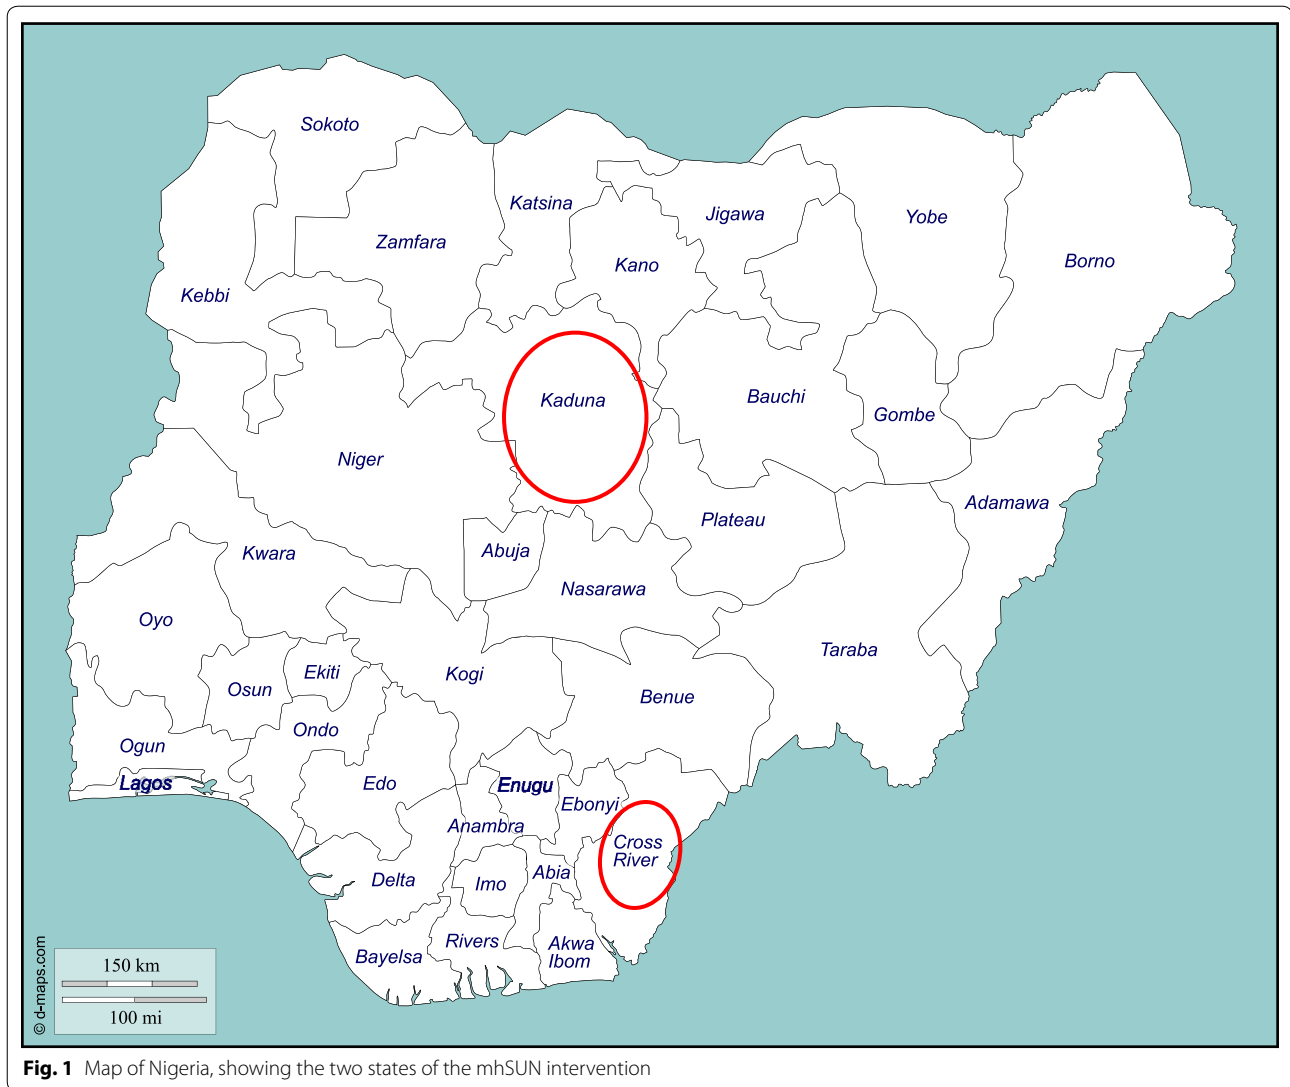 Sokoto
Katsina
Jigawa
Yobe
Zamfara
Kano
Borno
Kebbi
Kaduna
Bauchi
Gombe
Niger
Adamawa
Plateau
Abuja
Kwara
Nasarawa
Oyo
Taraba
Ekiti
Kogi
Osun
Benue
Ondo
Ogun
Lagos
Edo
Enugu
Ebonyi
Anambra
Cross
River
Delta
Imo
Abia
Rivers
Akwa
Ibom
Bayelsa
150 km
100 mi
© d-maps.com
Fig. 1 Map of Nigeria, showing the two states of the mhSUN intervention